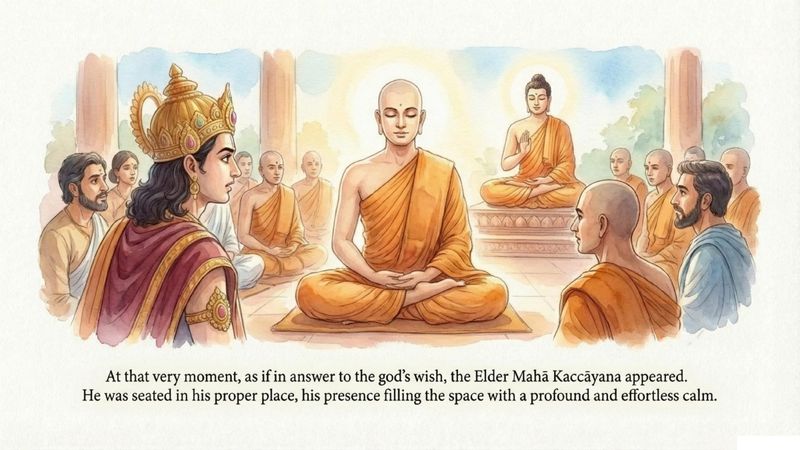 At that very moment, as if in answer to the god's wish, the Elder Mahā Kaccāyana appeared.
He was seated in his proper place, his presence filling the space with a profound and effortless calm.